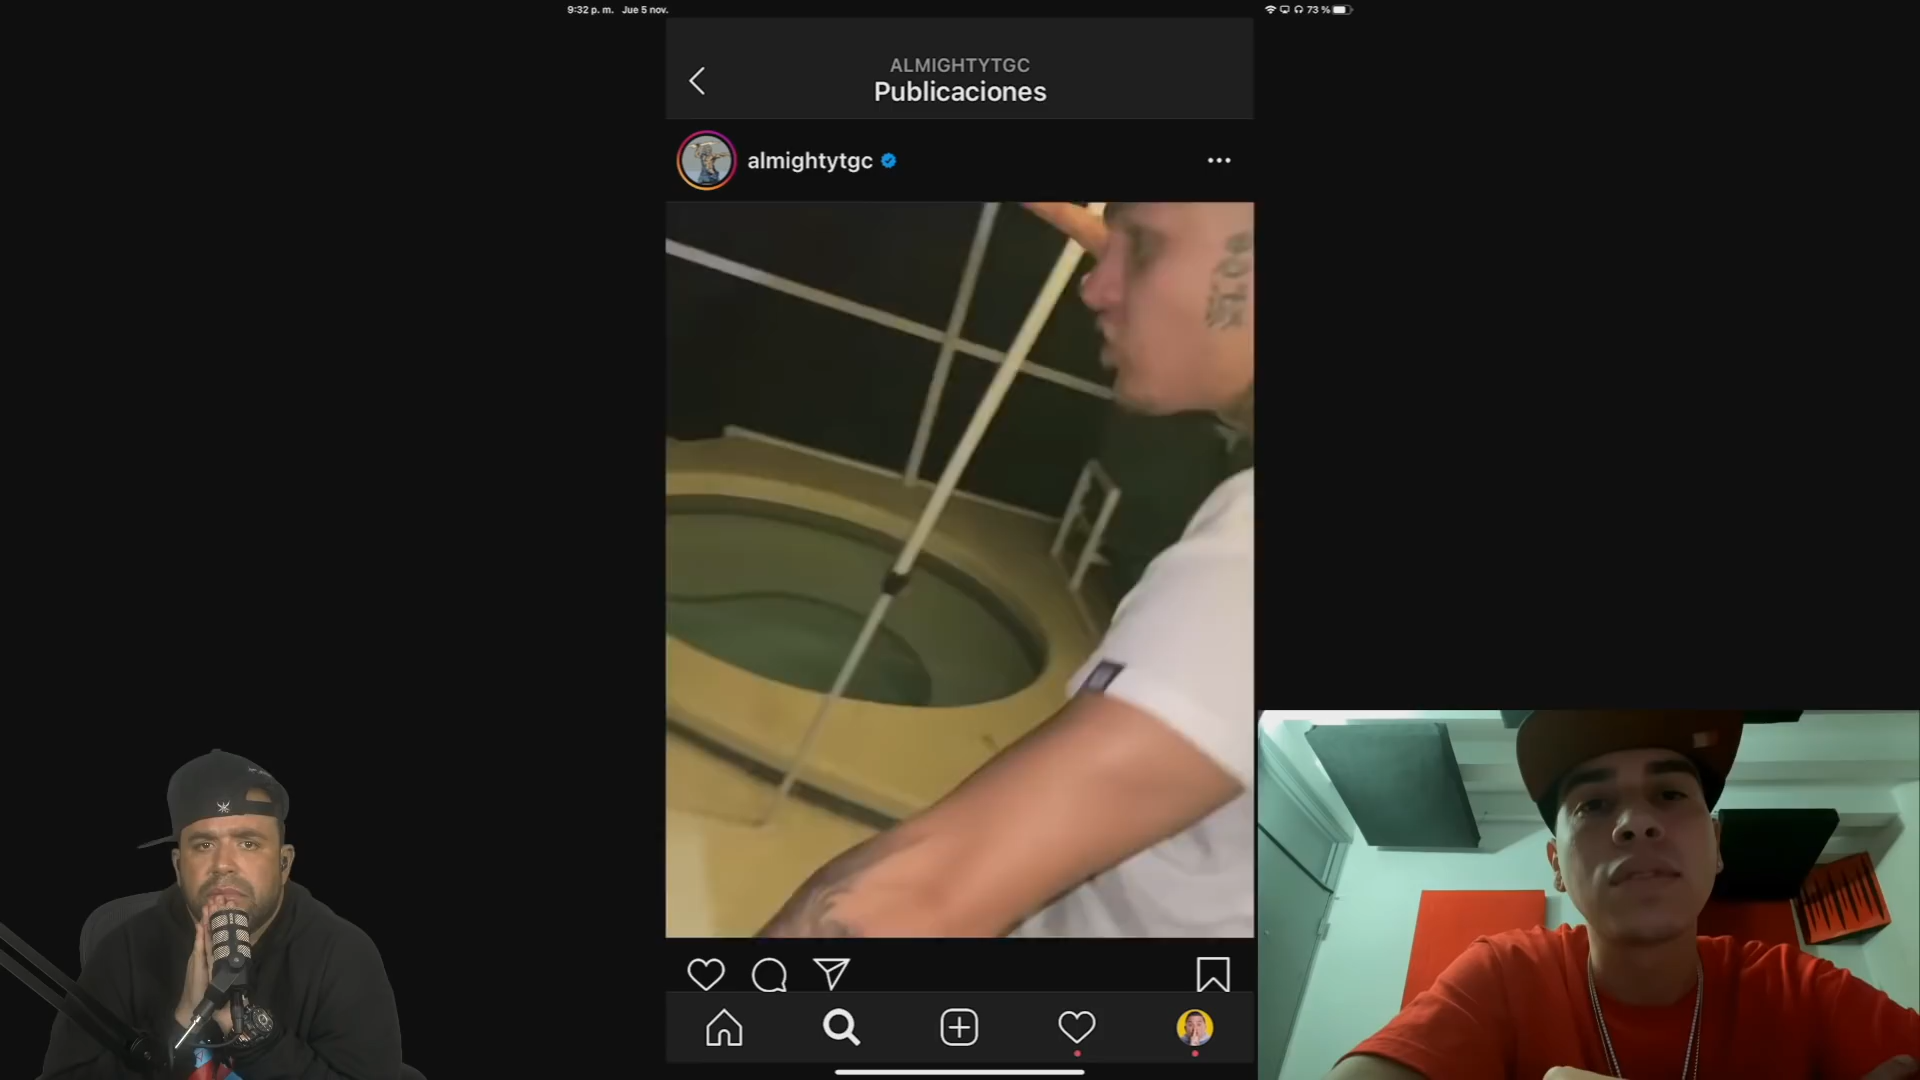 9:32 p. m. Jue 5 nov.
73 %
ALMIGHTYTGC
Publicaciones
almightytgc